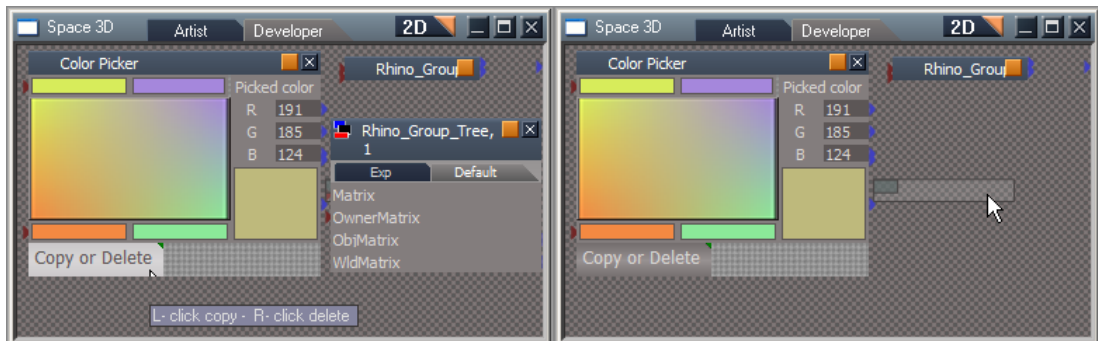 Space 3D Artist Developer 2D
Color Picker
Picked color
R 191
G 185
B 124
Copy or Delete
L- click copy - R- click delete
Rhino_Grou
Rhino_Group_Tree,
1
Exp Default
Matrix
OwnerMatrix
ObjMatrix
WldMatrix
Space 3D Artist Developer 2D
Color Picker
Picked color
R 191
G 185
B 124
Copy or Delete
Rhino_Grou